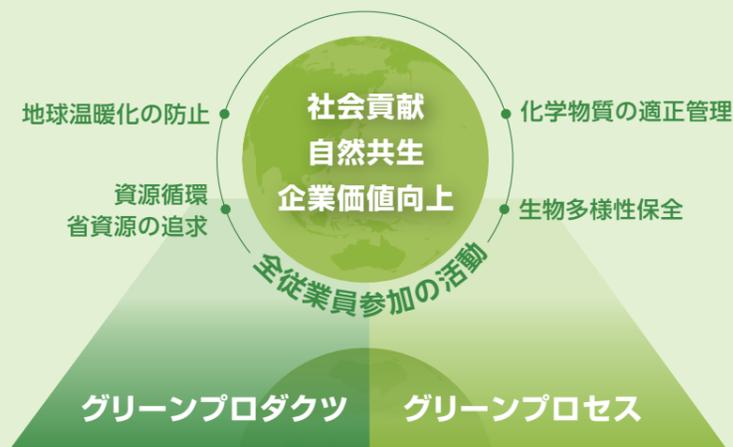 社会貢献
自然共生
企業価値向上
地球温暖化の防止
化学物質の適正管理
資源循環
省資源の追求
生物多様性保全
全従業員参加の活動
グリーンプロダクツ
グリーンプロセス